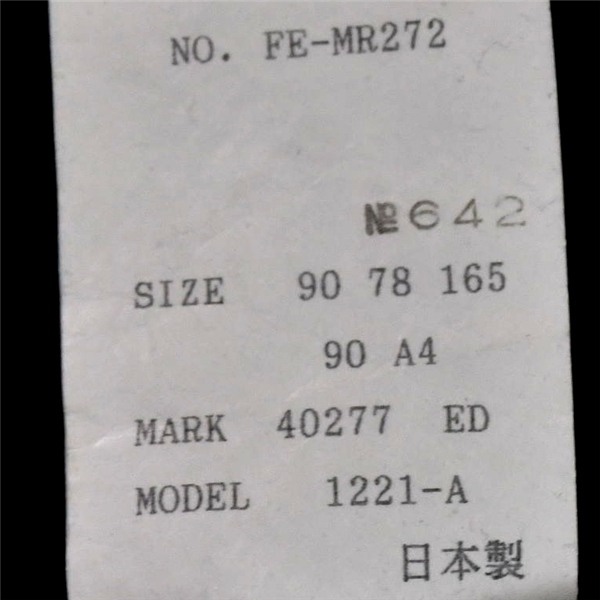 NO. FE-MR272
№642
SIZE 90 78 165
90 A4
MARK 40277 ED
MODEL 1221-A
日本製